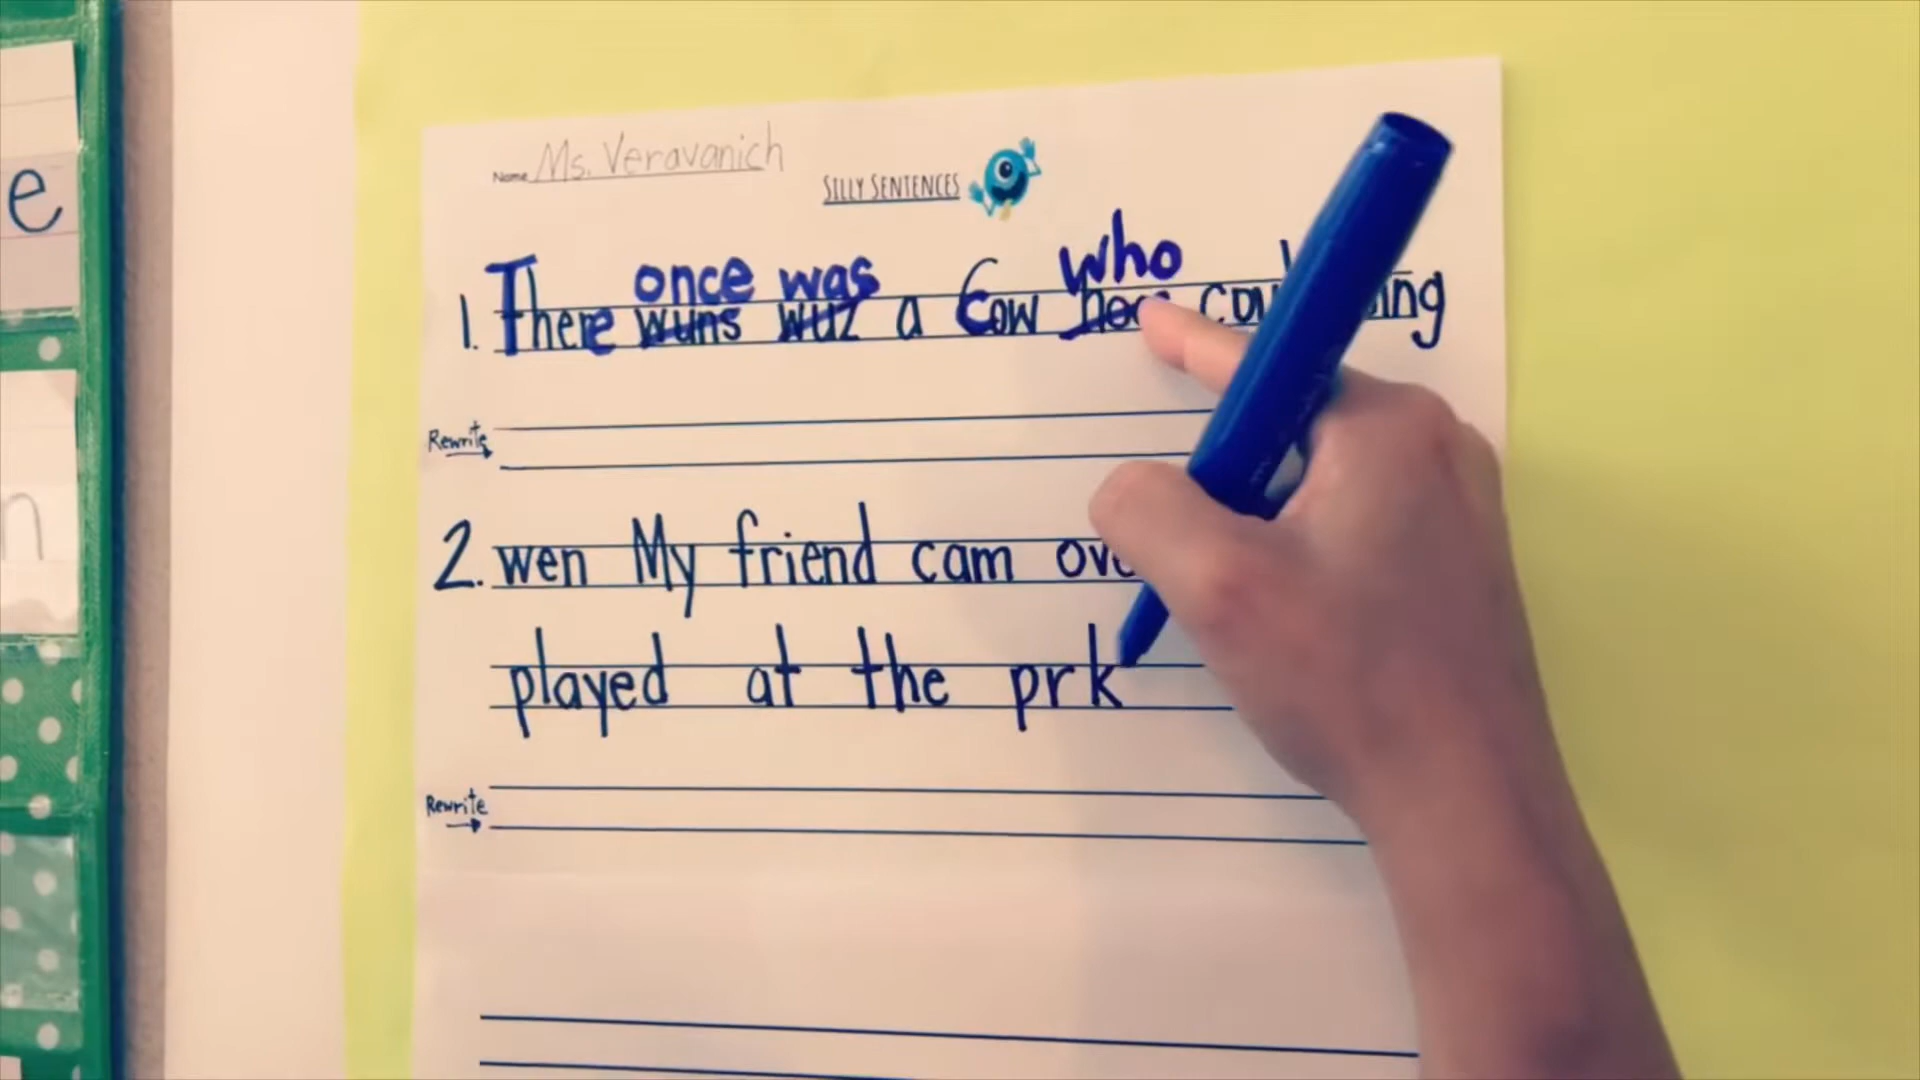 e
n
Name Ms. Veravanich
SILLY SENTENCES
once was who
1. There wuns wuz a Cow
Rewrite
2. wen My friend cam
played at the prk
Rewrite